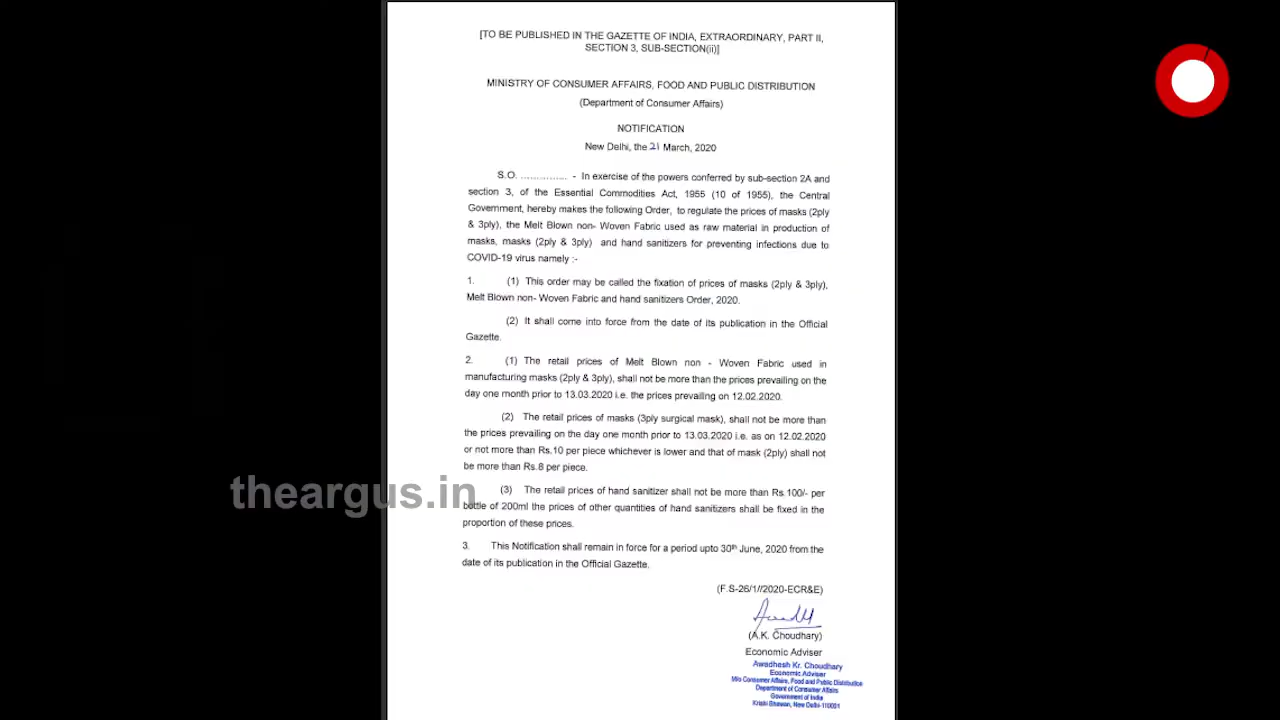 [TO BE PUBLISHED IN THE GAZETTE OF INDIA, EXTRAORDINARY, PART II,
SECTION 3, SUB-SECTION(ii)]
MINISTRY OF CONSUMER AFFAIRS, FOOD AND PUBLIC DISTRIBUTION
(Department of Consumer Affairs)
NOTIFICATION
New Delhi, the 21 March, 2020
S.O. ............... - In exercise of the powers conferred by sub-section 2A and
section 3, of the Essential Commodities Act, 1955 (10 of 1955), the Central
Government, hereby makes the following Order, to regulate the prices of masks (2ply
& 3ply), the Melt Blown non- Woven Fabric used as raw material in production of
masks, masks (2ply & 3ply) and hand sanitizers for preventing infections due to
COVID-19 virus namely :-
1. (1) This order may be called the fixation of prices of masks (2ply & 3ply),
Melt Blown non- Woven Fabric and hand sanitizers Order, 2020.
(2) It shall come into force from the date of its publication in the Official
Gazette.
2. (1) The retail prices of Melt Blown non - Woven Fabric used in
manufacturing masks (2ply & 3ply), shall not be more than the prices prevailing on the
day one month prior to 13.03.2020 i.e. the prices prevailing on 12.02.2020.
(2) The retail prices of masks (3ply surgical mask), shall not be more than
the prices prevailing on the day one month prior to 13.03.2020 i.e. as on 12.02.2020
or not more than Rs.10 per piece whichever is lower and that of mask (2ply) shall not
be more than Rs.8 per piece.
theargus.in
(3) The retail prices of hand sanitizer shall not be more than Rs.100/- per
bottle of 200ml the prices of other quantities of hand sanitizers shall be fixed in the
proportion of these prices.
3. This Notification shall remain in force for a period upto 30th June, 2020 from the
date of its publication in the Official Gazette.
(F.S-26/1//2020-ECR&E)
(A.K. Choudhary)
Economic Adviser
Awadhesh Kr. Choudhary
Economic Adviser
M/o Consumer Affairs, Food and Public Distribution
Department of Consumer Affairs
Government of India
Krishi Bhawan, New Delhi-110001